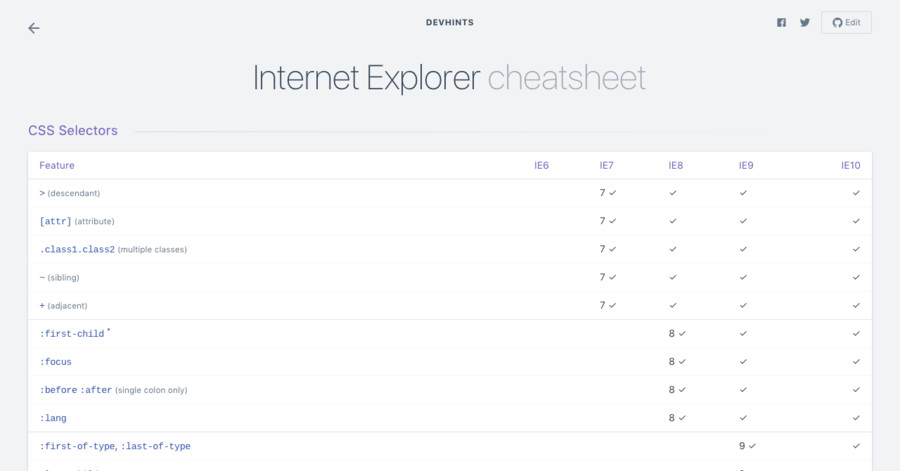 DEVHINTS
Edit
Internet Explorer cheatsheet
CSS Selectors
Feature IE6 IE7 IE8 IE9 IE10
> (descendant) 7 ✓ ✓ ✓ ✓
[attr] (attribute) 7 ✓ ✓ ✓ ✓
.class1.class2 (multiple classes) 7 ✓ ✓ ✓ ✓
~ (sibling) 7 ✓ ✓ ✓ ✓
+ (adjacent) 7 ✓ ✓ ✓ ✓
:first-child * 8 ✓ ✓ ✓
:focus 8 ✓ ✓ ✓
:before :after (single colon only) 8 ✓ ✓ ✓
:lang 8 ✓ ✓ ✓
:first-of-type, :last-of-type 9 ✓ ✓